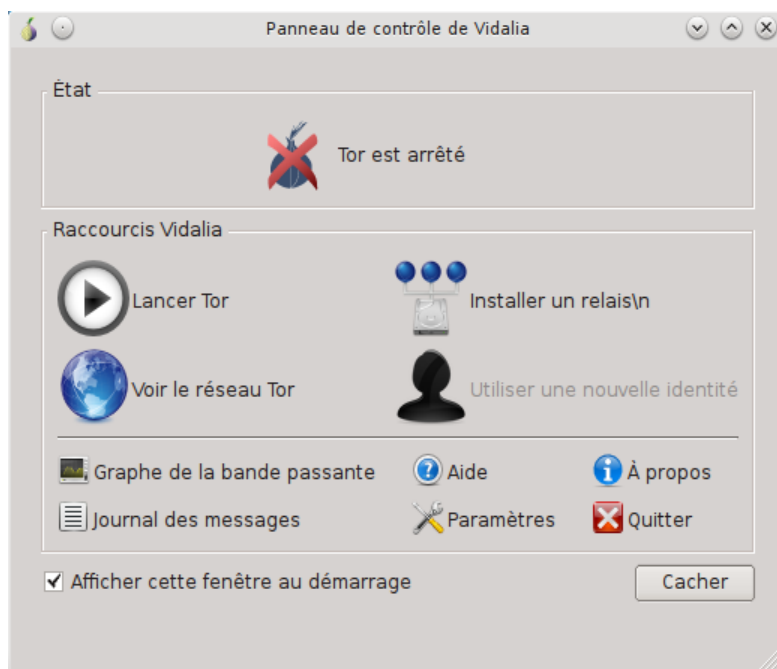 Panneau de contrôle de Vidalia
État
Tor est arrêté
Raccourcis Vidalia
Lancer Tor
Installer un relais\n
Voir le réseau Tor
Utiliser une nouvelle identité
Graphe de la bande passante
Aide
À propos
Journal des messages
Paramètres
Quitter
Afficher cette fenêtre au démarrage
Cacher